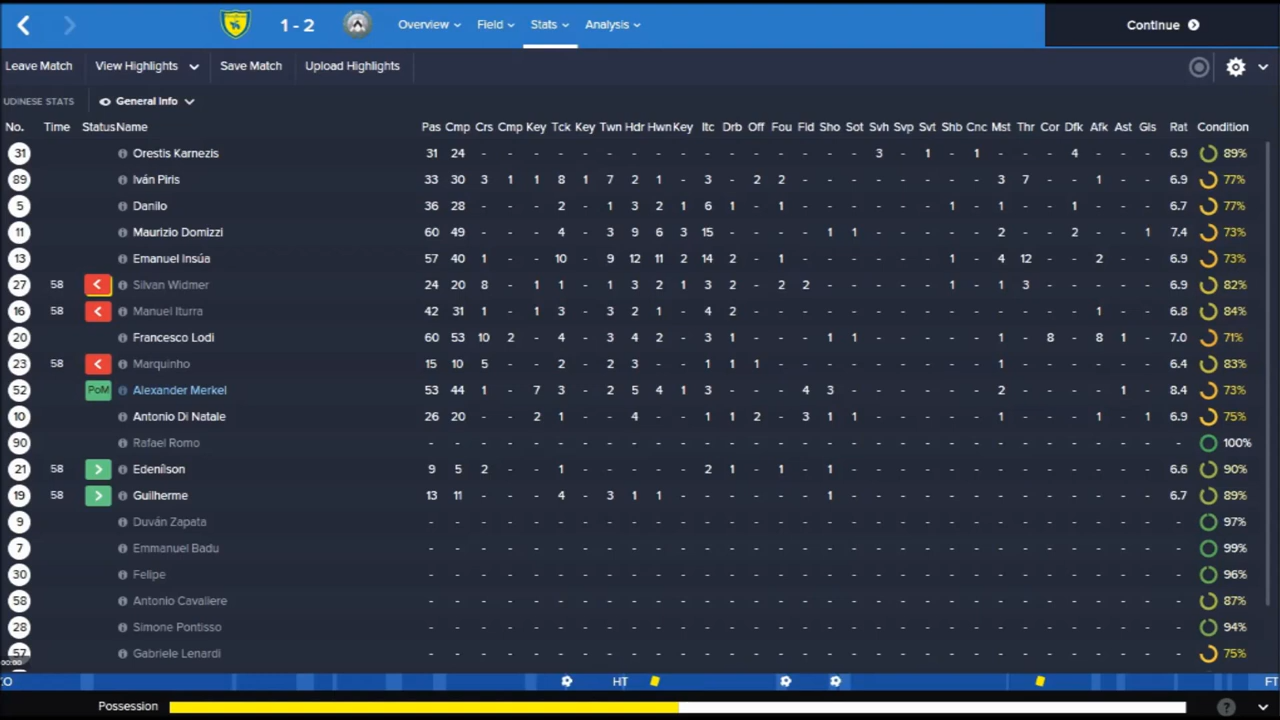 1 - 2 Overview Field Stats Analysis Continue
Leave Match View Highlights Save Match Upload Highlights
UDINESE STATS General Info
No. Time Status Name Pas Cmp Crs Cmp Key Tck Key Twn Hdr Hwn Key Itc Drb Off Fou Fld Sho Sot Svh Svp Svt Shb Cnc Mst Thr Cor Dfk Afk Ast Gls Rat Condition
31 Orestis Karnezis 31 24 - - - - - - - - - - - - - - - - 3 - 1 - 1 - - - 4 - - - 6.9 89%
89 Iván Piris 33 30 3 1 1 8 1 7 2 1 - 3 - 2 2 - - - - - - - - 3 7 - - 1 - - 6.9 77%
5 Danilo 36 28 - - - 2 - 1 3 2 1 6 1 - 1 - - - - - - 1 - 1 - - 1 - - - 6.7 77%
11 Maurizio Domizzi 60 49 - - - 4 - 3 9 6 3 15 - - - - 1 1 - - - - - 2 - - 2 - - 1 7.4 73%
13 Emanuel Insúa 57 40 1 - - 10 - 9 12 11 2 14 2 - 1 - - - - - - 1 - 4 12 - - 2 - - 6.9 73%
27 58 Silvan Widmer 24 20 8 - 1 1 - 1 3 2 1 3 2 - 2 2 - - - - - 1 - 1 3 - - - - - 6.9 82%
16 58 Manuel Iturra 42 31 1 - 1 3 - 3 2 1 - 4 2 - - - - - - - - - - - - - - 1 - - 6.8 84%
20 Francesco Lodi 60 53 10 2 - 4 - 3 4 2 - 3 1 - - - 1 1 - - - - - 1 - 8 - 8 1 - 7.0 71%
23 58 Marquinho 15 10 5 - - 2 - 2 3 - - 1 1 1 - - - - - - - - - 1 - - - - - - 6.4 83%
52 PoM Alexander Merkel 53 44 1 - 7 3 - 2 5 4 1 3 - - - 4 3 - - - - - - 2 - - - - 1 - 8.4 73%
10 Antonio Di Natale 26 20 - - 2 1 - - 4 - - 1 1 2 - 3 1 1 - - - - - 1 - - - 1 - 1 6.9 75%
90 Rafael Romo - - - - - - - - - - - - - - - - - - - - - - - - - - - - - - - 100%
21 58 Edenílson 9 5 2 - - 1 - - - - - 2 1 - 1 - 1 - - - - - - - - - - - - - 6.6 90%
19 58 Guilherme 13 11 - - - 4 - 3 1 1 - - - - - - 1 - - - - - - - - - - - - - 6.7 89%
9 Duván Zapata - - - - - - - - - - - - - - - - - - - - - - - - - - - - - - - 97%
7 Emmanuel Badu - - - - - - - - - - - - - - - - - - - - - - - - - - - - - - - 99%
30 Felipe - - - - - - - - - - - - - - - - - - - - - - - - - - - - - - - 96%
58 Antonio Cavaliere - - - - - - - - - - - - - - - - - - - - - - - - - - - - - - - 87%
28 Simone Pontisso - - - - - - - - - - - - - - - - - - - - - - - - - - - - - - - 94%
57 Gabriele Lenardi - - - - - - - - - - - - - - - - - - - - - - - - - - - - - - - 75%
00:00
KO HT FT
Possession ?